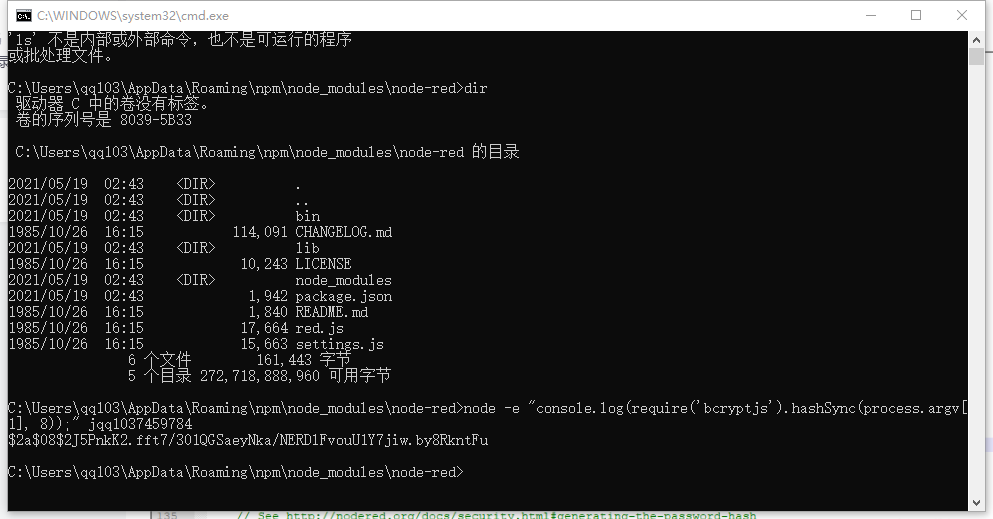 C:\WINDOWS\system32\cmd.exe
'ls' 不是内部或外部命令，也不是可运行的程序
或批处理文件。
C:\Users\qq103\AppData\Roaming\npm\node_modules\node-red>dir
驱动器 C 中的卷没有标签。
卷的序列号是 8039-5B33
C:\Users\qq103\AppData\Roaming\npm\node_modules\node-red 的目录
2021/05/19 02:43 <DIR> .
2021/05/19 02:43 <DIR> ..
2021/05/19 02:43 <DIR> bin
1985/10/26 16:15 114,091 CHANGELOG.md
2021/05/19 02:43 <DIR> lib
1985/10/26 16:15 10,243 LICENSE
2021/05/19 02:43 <DIR> node_modules
2021/05/19 02:43 1,942 package.json
1985/10/26 16:15 1,840 README.md
1985/10/26 16:15 17,664 red.js
1985/10/26 16:15 15,663 settings.js
6 个文件 161,443 字节
5 个目录 272,718,888,960 可用字节
C:\Users\qq103\AppData\Roaming\npm\node_modules\node-red>node -e "console.log(require('bcryptjs').hashSync(process.argv[
1], 8));" jqq1037459784
$2a$08$2J5PnkK2.fft7/301QGSaeyNka/NERD1FvouU1Y7jiw.by8RkntFu
C:\Users\qq103\AppData\Roaming\npm\node_modules\node-red>
135 // See http://nodered.org/docs/security.html#generating-the-password-hash